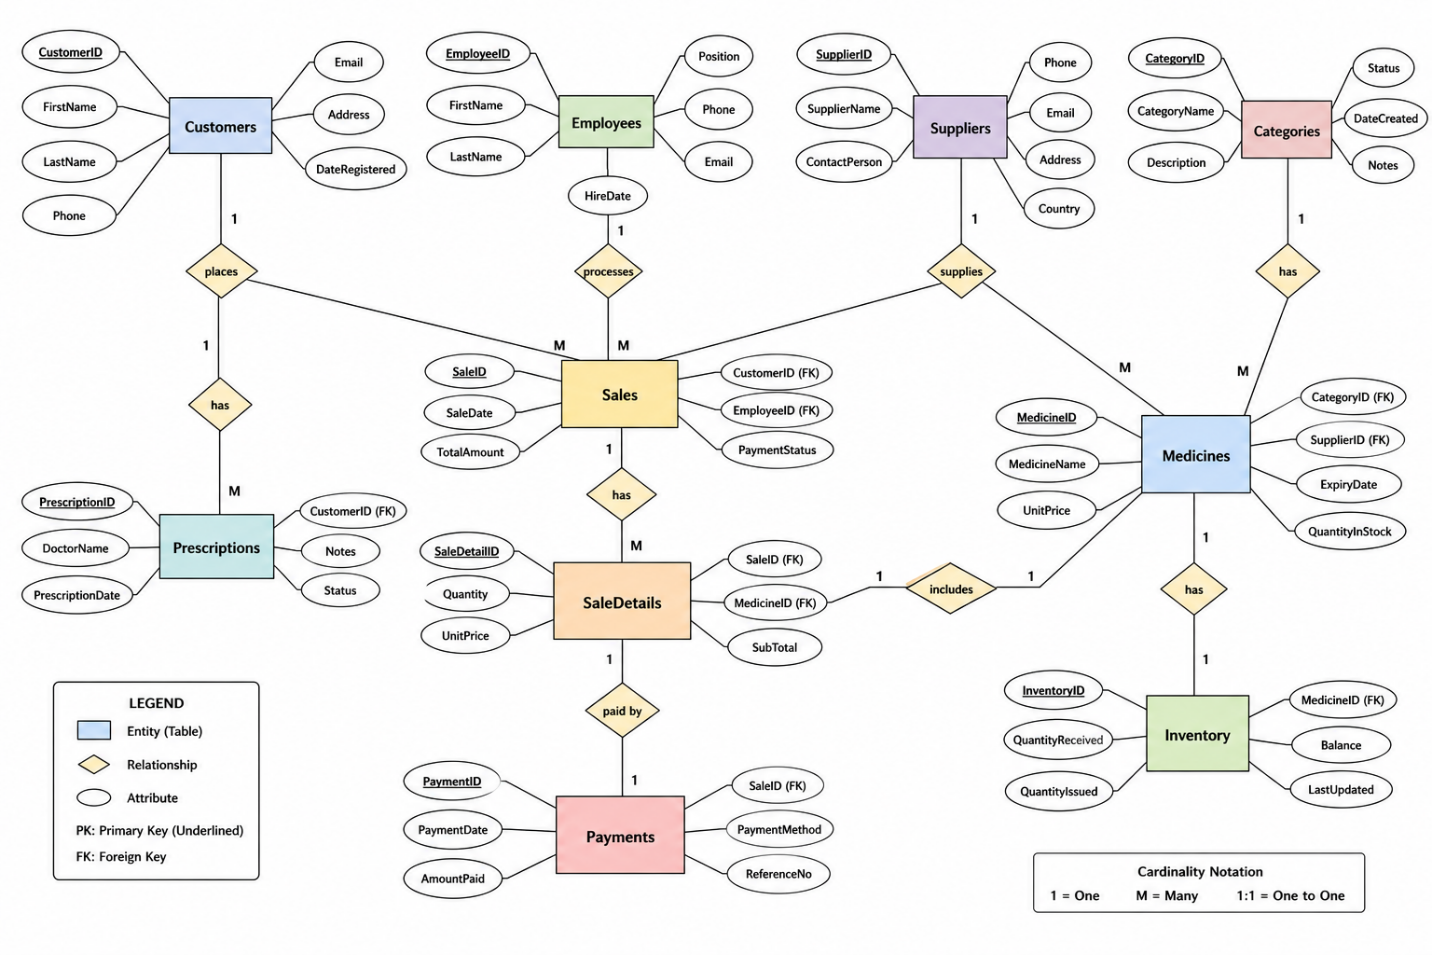 CustomerID
FirstName
LastName
Phone
Customers
Email
Address
DateRegistered
EmployeeID
FirstName
LastName
Employees
Position
Phone
Email
HireDate
SupplierID
SupplierName
ContactPerson
Suppliers
Phone
Email
Address
Country
CategoryID
CategoryName
Description
Categories
Status
DateCreated
Notes
1
1
1
1
places
processes
supplies
has
1
M
M
M
M
has
M
SaleID
SaleDate
TotalAmount
Sales
CustomerID (FK)
EmployeeID (FK)
PaymentStatus
MedicineID
MedicineName
UnitPrice
Medicines
CategoryID (FK)
SupplierID (FK)
ExpiryDate
QuantityInStock
1
has
M
PrescriptionID
DoctorName
PrescriptionDate
Prescriptions
CustomerID (FK)
Notes
Status
SaleDetailID
Quantity
UnitPrice
SaleDetails
SaleID (FK)
MedicineID (FK)
SubTotal
1
includes
1
1
has
1
1
paid by
1
InventoryID
QuantityReceived
QuantityIssued
Inventory
MedicineID (FK)
Balance
LastUpdated
PaymentID
PaymentDate
AmountPaid
Payments
SaleID (FK)
PaymentMethod
ReferenceNo
LEGEND
Entity (Table)
Relationship
Attribute
PK: Primary Key (Underlined)
FK: Foreign Key
Cardinality Notation
1 = One M = Many 1:1 = One to One